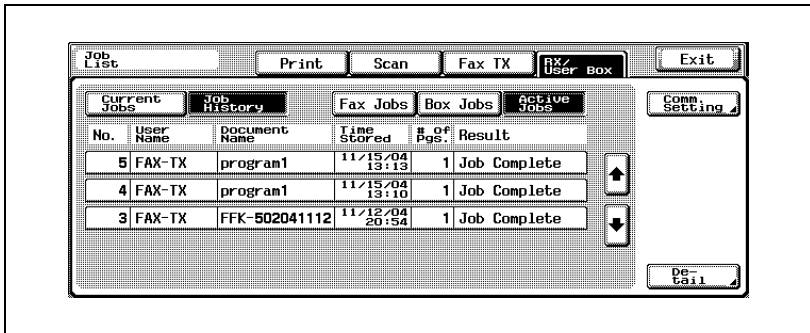 Job
List
Print
Scan
Fax TX
RX/
User Box
Exit
Current
Jobs
Job
History
Fax Jobs
Box Jobs
Active
Jobs
Comm.
Setting
No.
User
Name
Document
Name
Time
Stored
# of
Pgs.
Result
5 FAX-TX program1 11/15/04 13:13 1 Job Complete
4 FAX-TX program1 11/15/04 13:10 1 Job Complete
3 FAX-TX FFK-502041112 11/12/04 20:54 1 Job Complete
De-
tail